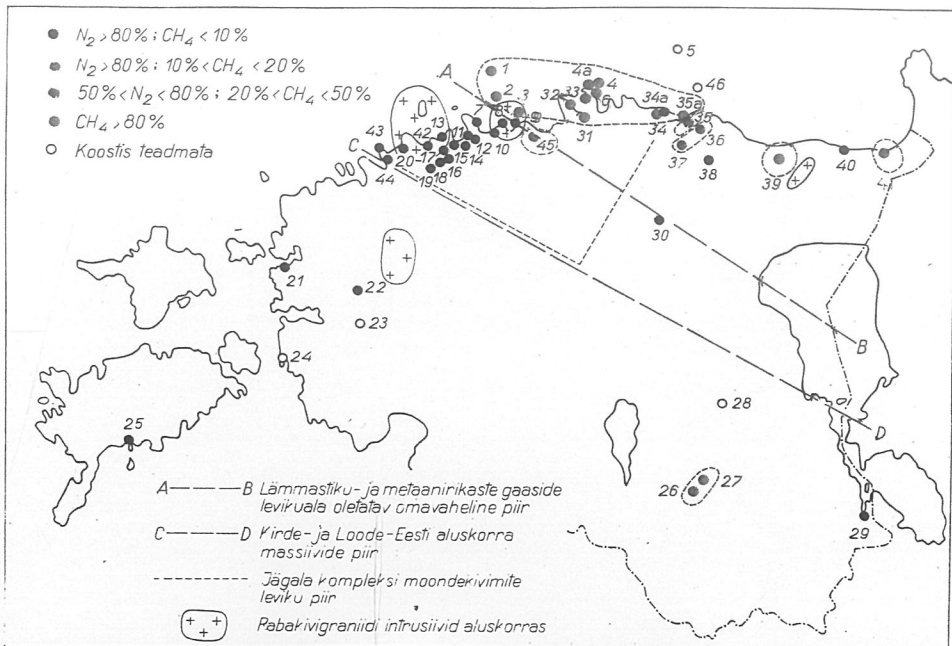 N₂ > 80% ; CH₄ < 10%
N₂ > 80% ; 10% < CH₄ < 20%
50% < N₂ < 80% ; 20% < CH₄ < 50%
CH₄ > 80%
Koostis teadmata
A
1
2
3
4a
4
5
46
33
32
6
31
34a
34
35a
35
36
37
38
39
40
45
7
8
9
10
11
12
13
14
15
16
17
18
19
20
42
43
C
44
30
21
22
23
24
25
B
28
D
26
27
29
A — — B Lämmastiku- ja metaanirikaste gaaside
levikuala oletatav omavaheline piir
C — — D Kirde- ja Loode-Eesti aluskorra
massiivide piir
Jägala kompleksi moondekivimite
leviku piir
Rabakivigraniidi intrusiivid aluskorras